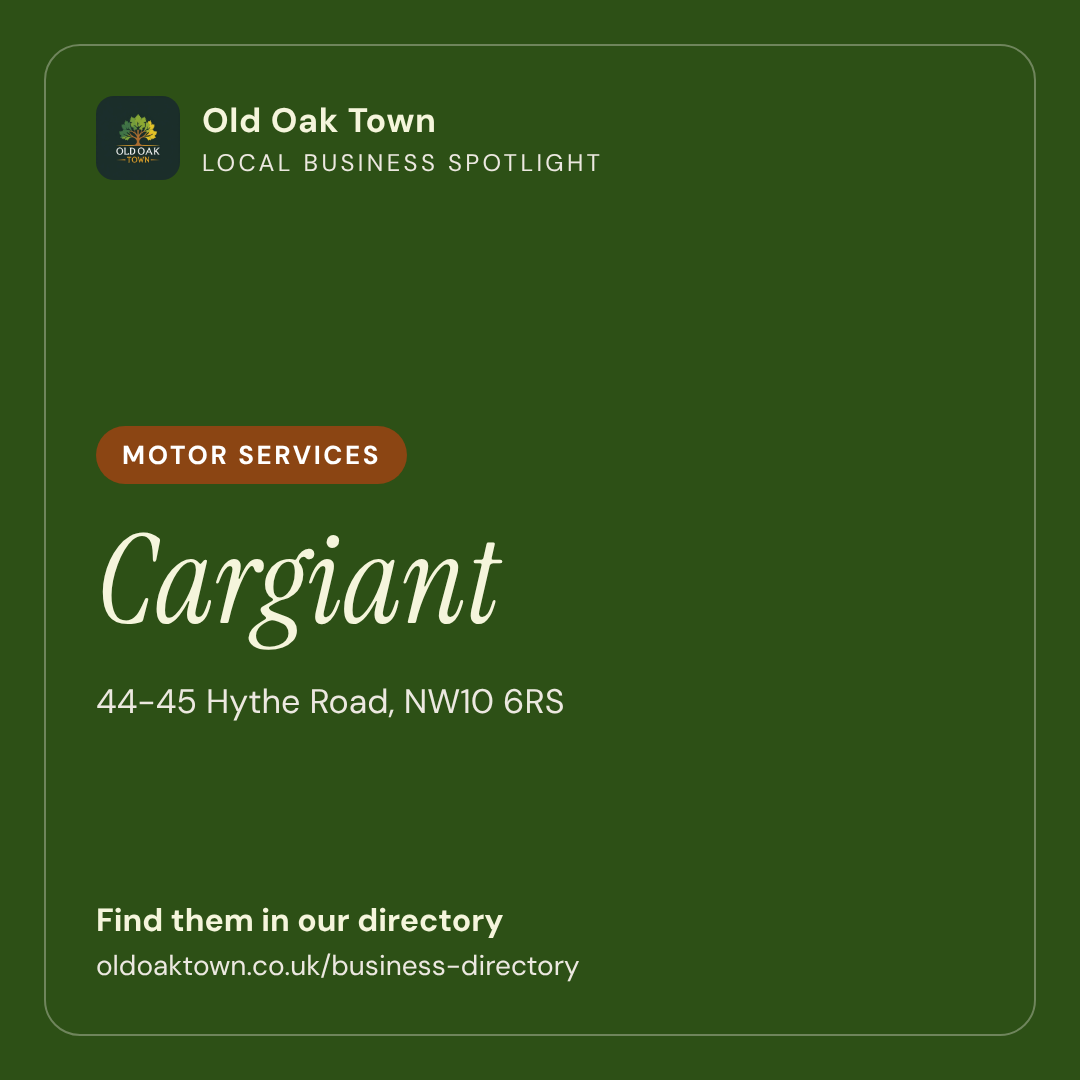 OLD OAK
TOWN
Old Oak Town
LOCAL BUSINESS SPOTLIGHT
MOTOR SERVICES
Cargiant
44-45 Hythe Road, NW10 6RS
Find them in our directory
oldoaktown.co.uk/business-directory